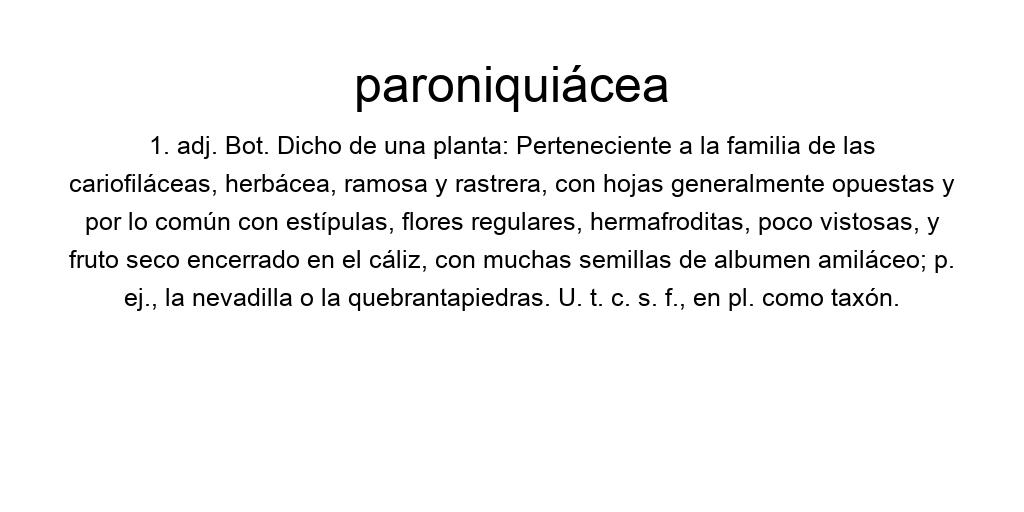 paroniquiácea
1. adj. Bot. Dicho de una planta: Perteneciente a la familia de las
cariofiláceas, herbácea, ramosa y rastrera, con hojas generalmente opuestas y
por lo común con estípulas, flores regulares, hermafroditas, poco vistosas, y
fruto seco encerrado en el cáliz, con muchas semillas de albumen amiláceo; p.
ej., la nevadilla o la quebrantapiedras. U. t. c. s. f., en pl. como taxón.